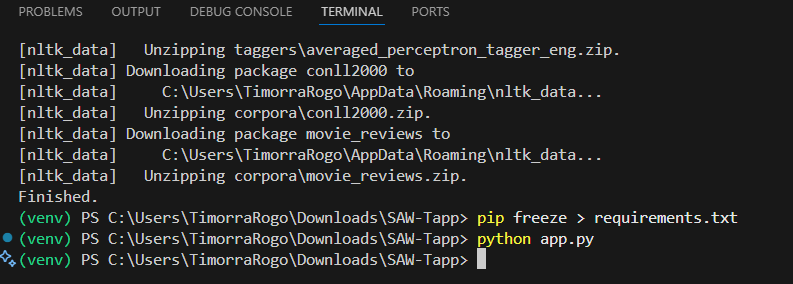 PROBLEMS OUTPUT DEBUG CONSOLE TERMINAL PORTS
[nltk_data]   Unzipping taggers\averaged_perceptron_tagger_eng.zip.
[nltk_data] Downloading package conll2000 to
[nltk_data]     C:\Users\TimorraRogo\AppData\Roaming\nltk_data...
[nltk_data]   Unzipping corpora\conll2000.zip.
[nltk_data] Downloading package movie_reviews to
[nltk_data]     C:\Users\TimorraRogo\AppData\Roaming\nltk_data...
[nltk_data]   Unzipping corpora\movie_reviews.zip.
Finished.
(venv) PS C:\Users\TimorraRogo\Downloads\SAW-Tapp> pip freeze > requirements.txt
(venv) PS C:\Users\TimorraRogo\Downloads\SAW-Tapp> python app.py
(venv) PS C:\Users\TimorraRogo\Downloads\SAW-Tapp>